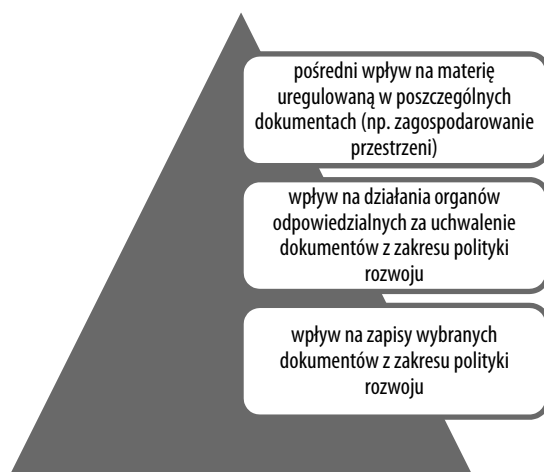 pośredni wpływ na materię
uregulowaną w poszczególnych
dokumentach (np. zagospodarowanie
przestrzeni)
wpływ na działania organów
odpowiedzialnych za uchwalenie
dokumentów z zakresu polityki
rozwoju
wpływ na zapisy wybranych
dokumentów z zakresu polityki
rozwoju